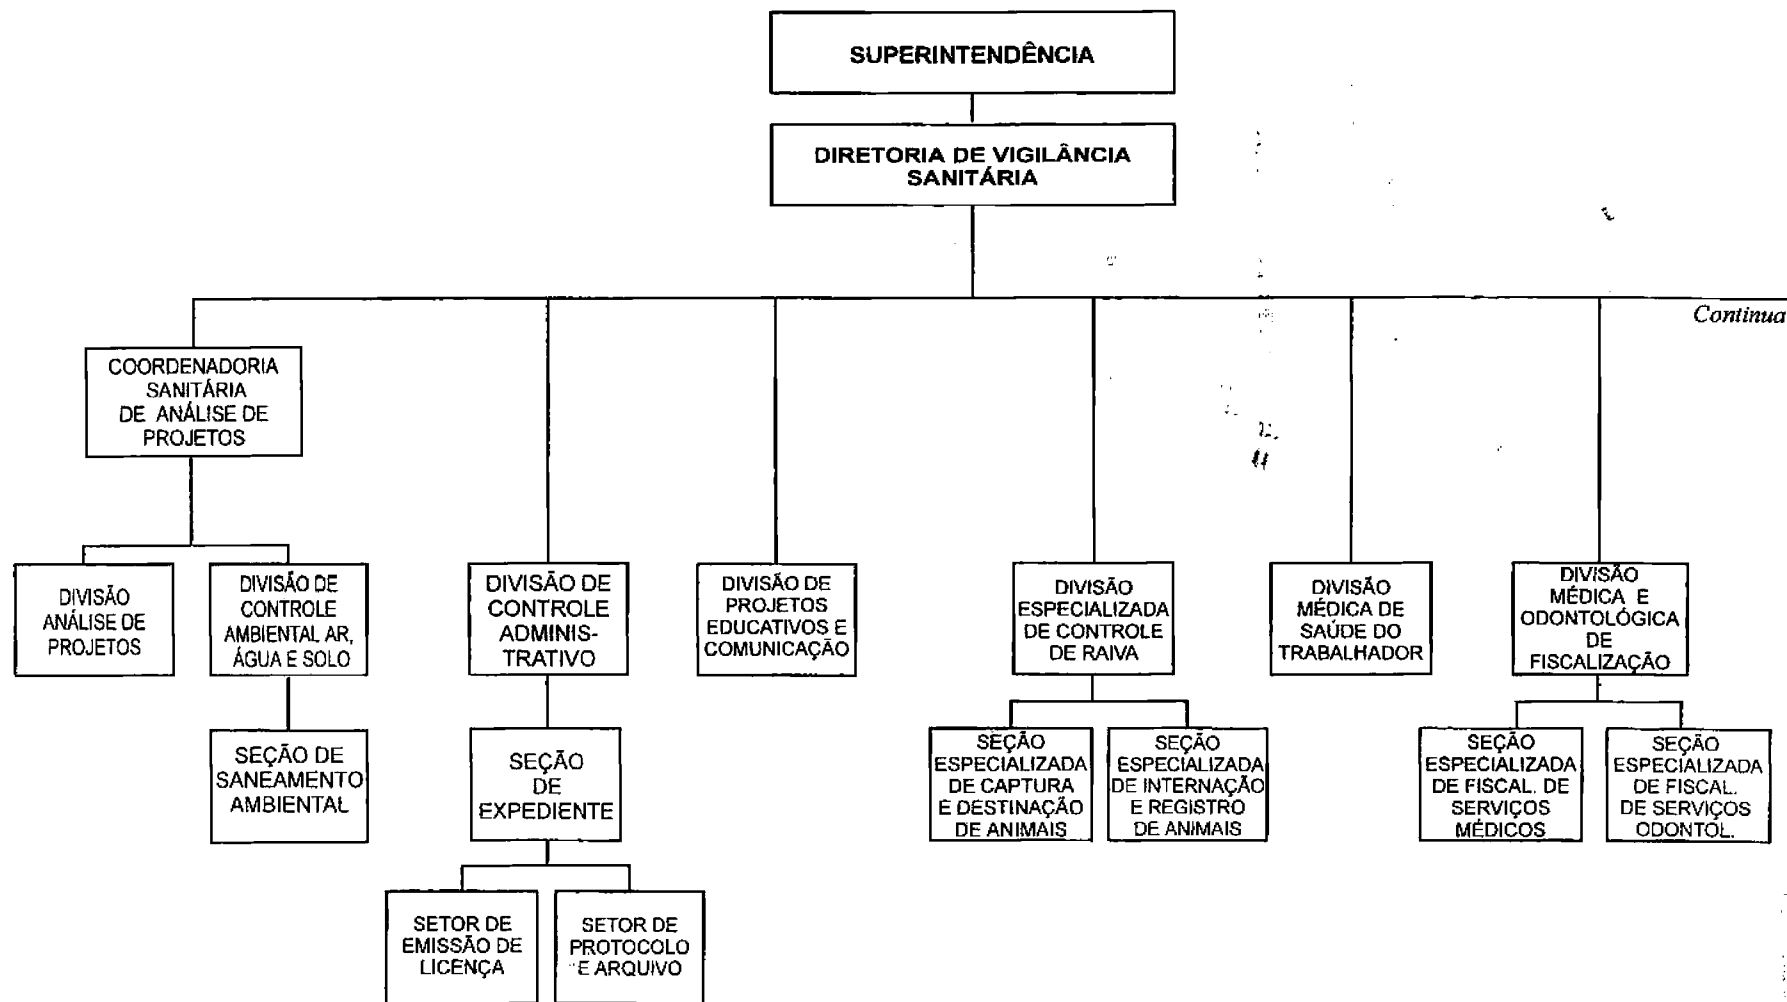 SUPERINTENDÊNCIA
DIRETORIA DE VIGILÂNCIA
SANITÁRIA
Continua
COORDENADORIA
SANITÁRIA
DE ANÁLISE DE
PROJETOS
DIVISÃO
ANÁLISE DE
PROJETOS
DIVISÃO DE
CONTROLE
AMBIENTAL AR,
ÁGUA E SOLO
DIVISÃO DE
CONTROLE
ADMINIS-
TRATIVO
DIVISÃO DE
PROJETOS
EDUCATIVOS E
COMUNICAÇÃO
DIVISÃO
ESPECIALIZADA
DE CONTROLE
DE RAIVA
DIVISÃO
MÉDICA DE
SAÚDE DO
TRABALHADOR
DIVISÃO
MÉDICA E
ODONTOLÓGICA
DE
FISCALIZAÇÃO
SEÇÃO DE
SANEAMENTO
AMBIENTAL
SEÇÃO
DE
EXPEDIENTE
SEÇÃO
ESPECIALIZADA
DE CAPTURA
E DESTINAÇÃO
DE ANIMAIS
SEÇÃO
ESPECIALIZADA
DE INTERNAÇÃO
E REGISTRO
DE ANIMAIS
SEÇÃO
ESPECIALIZADA
DE FISCAL. DE
SERVIÇOS
MÉDICOS
SEÇÃO
ESPECIALIZADA
DE FISCAL.
DE SERVIÇOS
ODONTOL.
SETOR DE
EMISSÃO DE
LICENÇA
SETOR DE
PROTOCOLO
E ARQUIVO